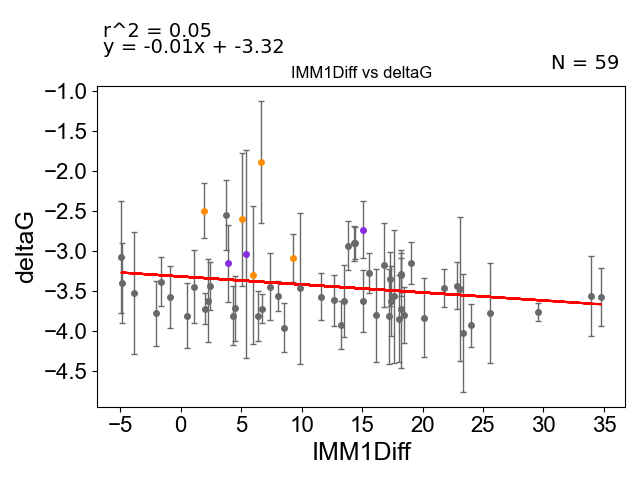 r^2 = 0.05
y = -0.01x + -3.32
N = 59
IMM1Diff vs deltaG
−1.0
−1.5
−2.0
−2.5
−3.0
−3.5
−4.0
−4.5
deltaG
−5 0 5 10 15 20 25 30 35
IMM1Diff